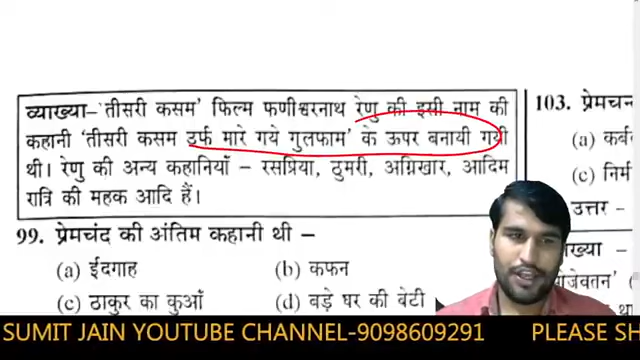 व्याख्या– 'तीसरी कसम' फिल्म फणीश्वरनाथ रेणु की इसी नाम की
कहानी 'तीसरी कसम उर्फ मारे गये गुलफाम' के ऊपर बनायी गयी
थी। रेणु की अन्य कहानियाँ – रसप्रिया, ठुमरी, अग्निखार, आदिम
रात्रि की महक आदि हैं।
99. प्रेमचंद की अंतिम कहानी थी –
(a) ईदगाह (b) कफन
(c) ठाकुर का कुआँ (d) बड़े घर की बेटी
103. प्रेमचन
(a)
(c) निर्म
उत्तर –
SUMIT JAIN YOUTUBE CHANNEL-9098609291 PLEASE SH